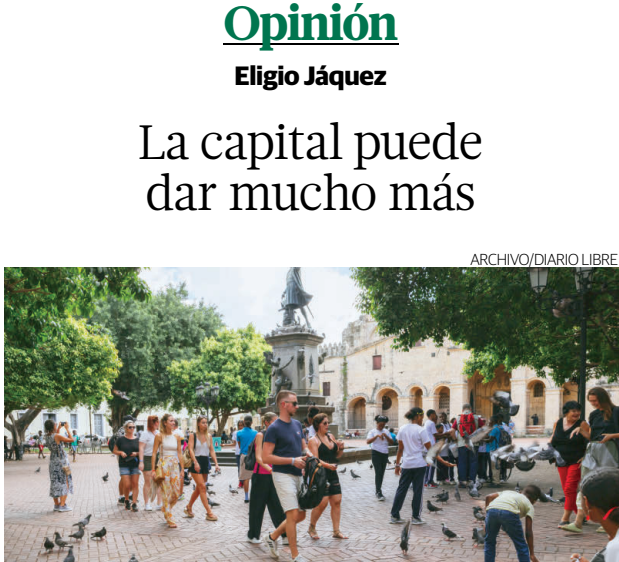 Opinión
Eligio Jáquez
La capital puede
dar mucho más
ARCHIVO/DIARIO LIBRE